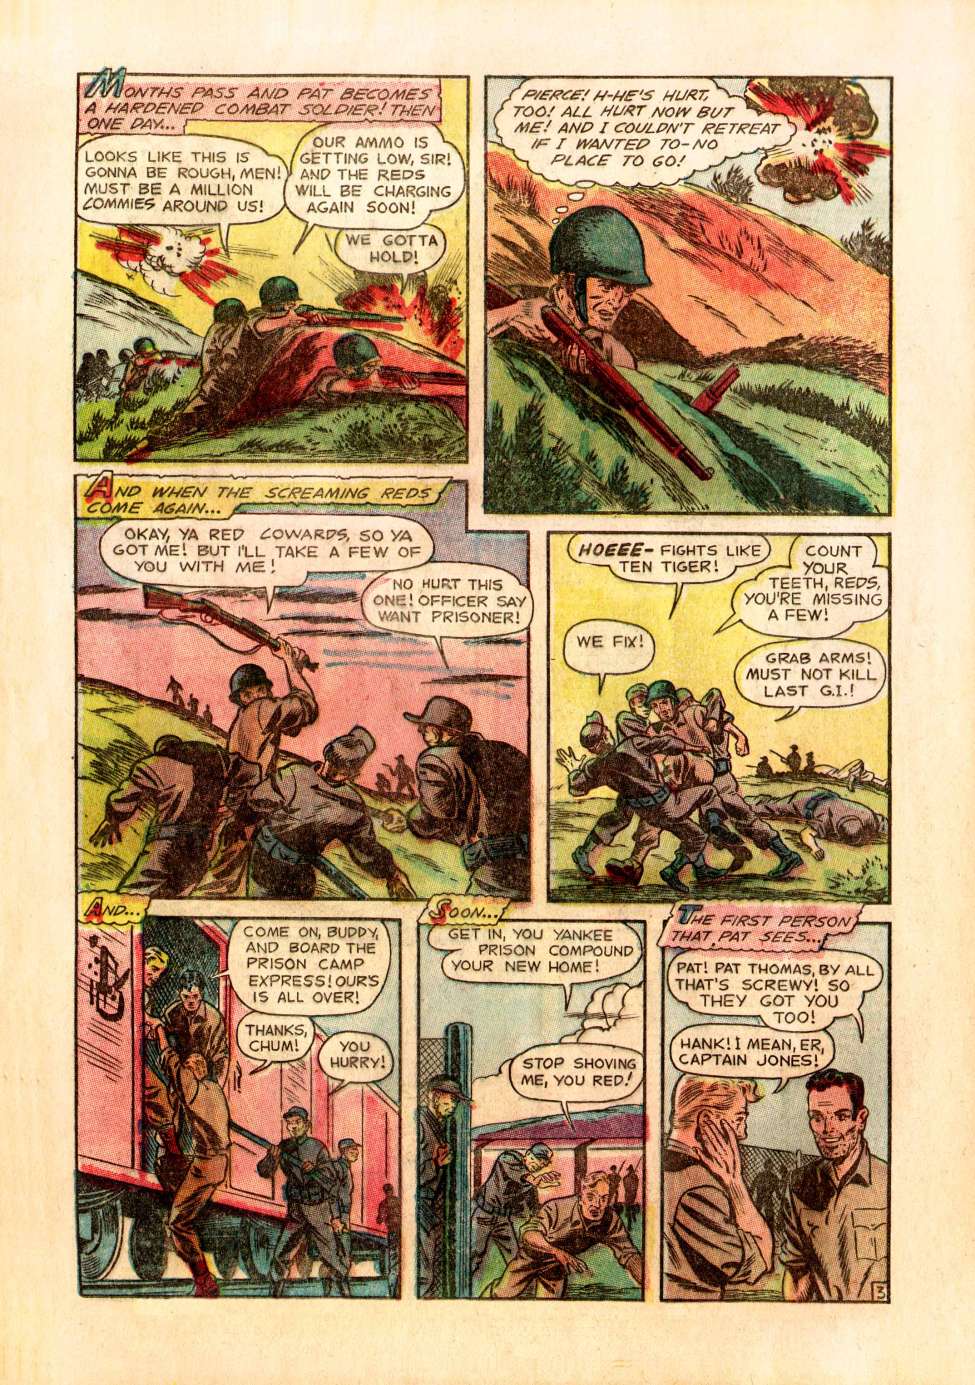 MONTHS PASS AND PAT BECOMES
A HARDENED COMBAT SOLDIER! THEN
ONE DAY...
LOOKS LIKE THIS IS
GONNA BE ROUGH, MEN!
MUST BE A MILLION
COMMIES AROUND US!
OUR AMMO IS
GETTING LOW, SIR!
AND THE REDS
WILL BE CHARGING
AGAIN SOON!
WE GOTTA
HOLD!
PIERCE! H-HE'S HURT,
TOO! ALL HURT NOW BUT
ME! AND I COULDN'T RETREAT
IF I WANTED TO-NO
PLACE TO GO!
AND WHEN THE SCREAMING REDS
COME AGAIN...
OKAY, YA RED COWARDS, SO YA
GOT ME! BUT I'LL TAKE A FEW OF
YOU WITH ME!
NO HURT THIS
ONE! OFFICER SAY
WANT PRISONER!
HOEEE- FIGHTS LIKE
TEN TIGER!
COUNT
YOUR
TEETH, REDS,
YOU'RE MISSING
A FEW!
WE FIX!
GRAB ARMS!
MUST NOT KILL
LAST G.I.!
AND...
COME ON, BUDDY,
AND BOARD THE
PRISON CAMP
EXPRESS! OUR'S
IS ALL OVER!
THANKS,
CHUM!
YOU
HURRY!
SOON...
GET IN, YOU YANKEE
PRISON COMPOUND
YOUR NEW HOME!
STOP SHOVING
ME, YOU RED!
THE FIRST PERSON
THAT PAT SEES...
PAT! PAT THOMAS, BY ALL
THAT'S SCREWY! SO
THEY GOT YOU
TOO!
HANK! I MEAN, ER,
CAPTAIN JONES!
3